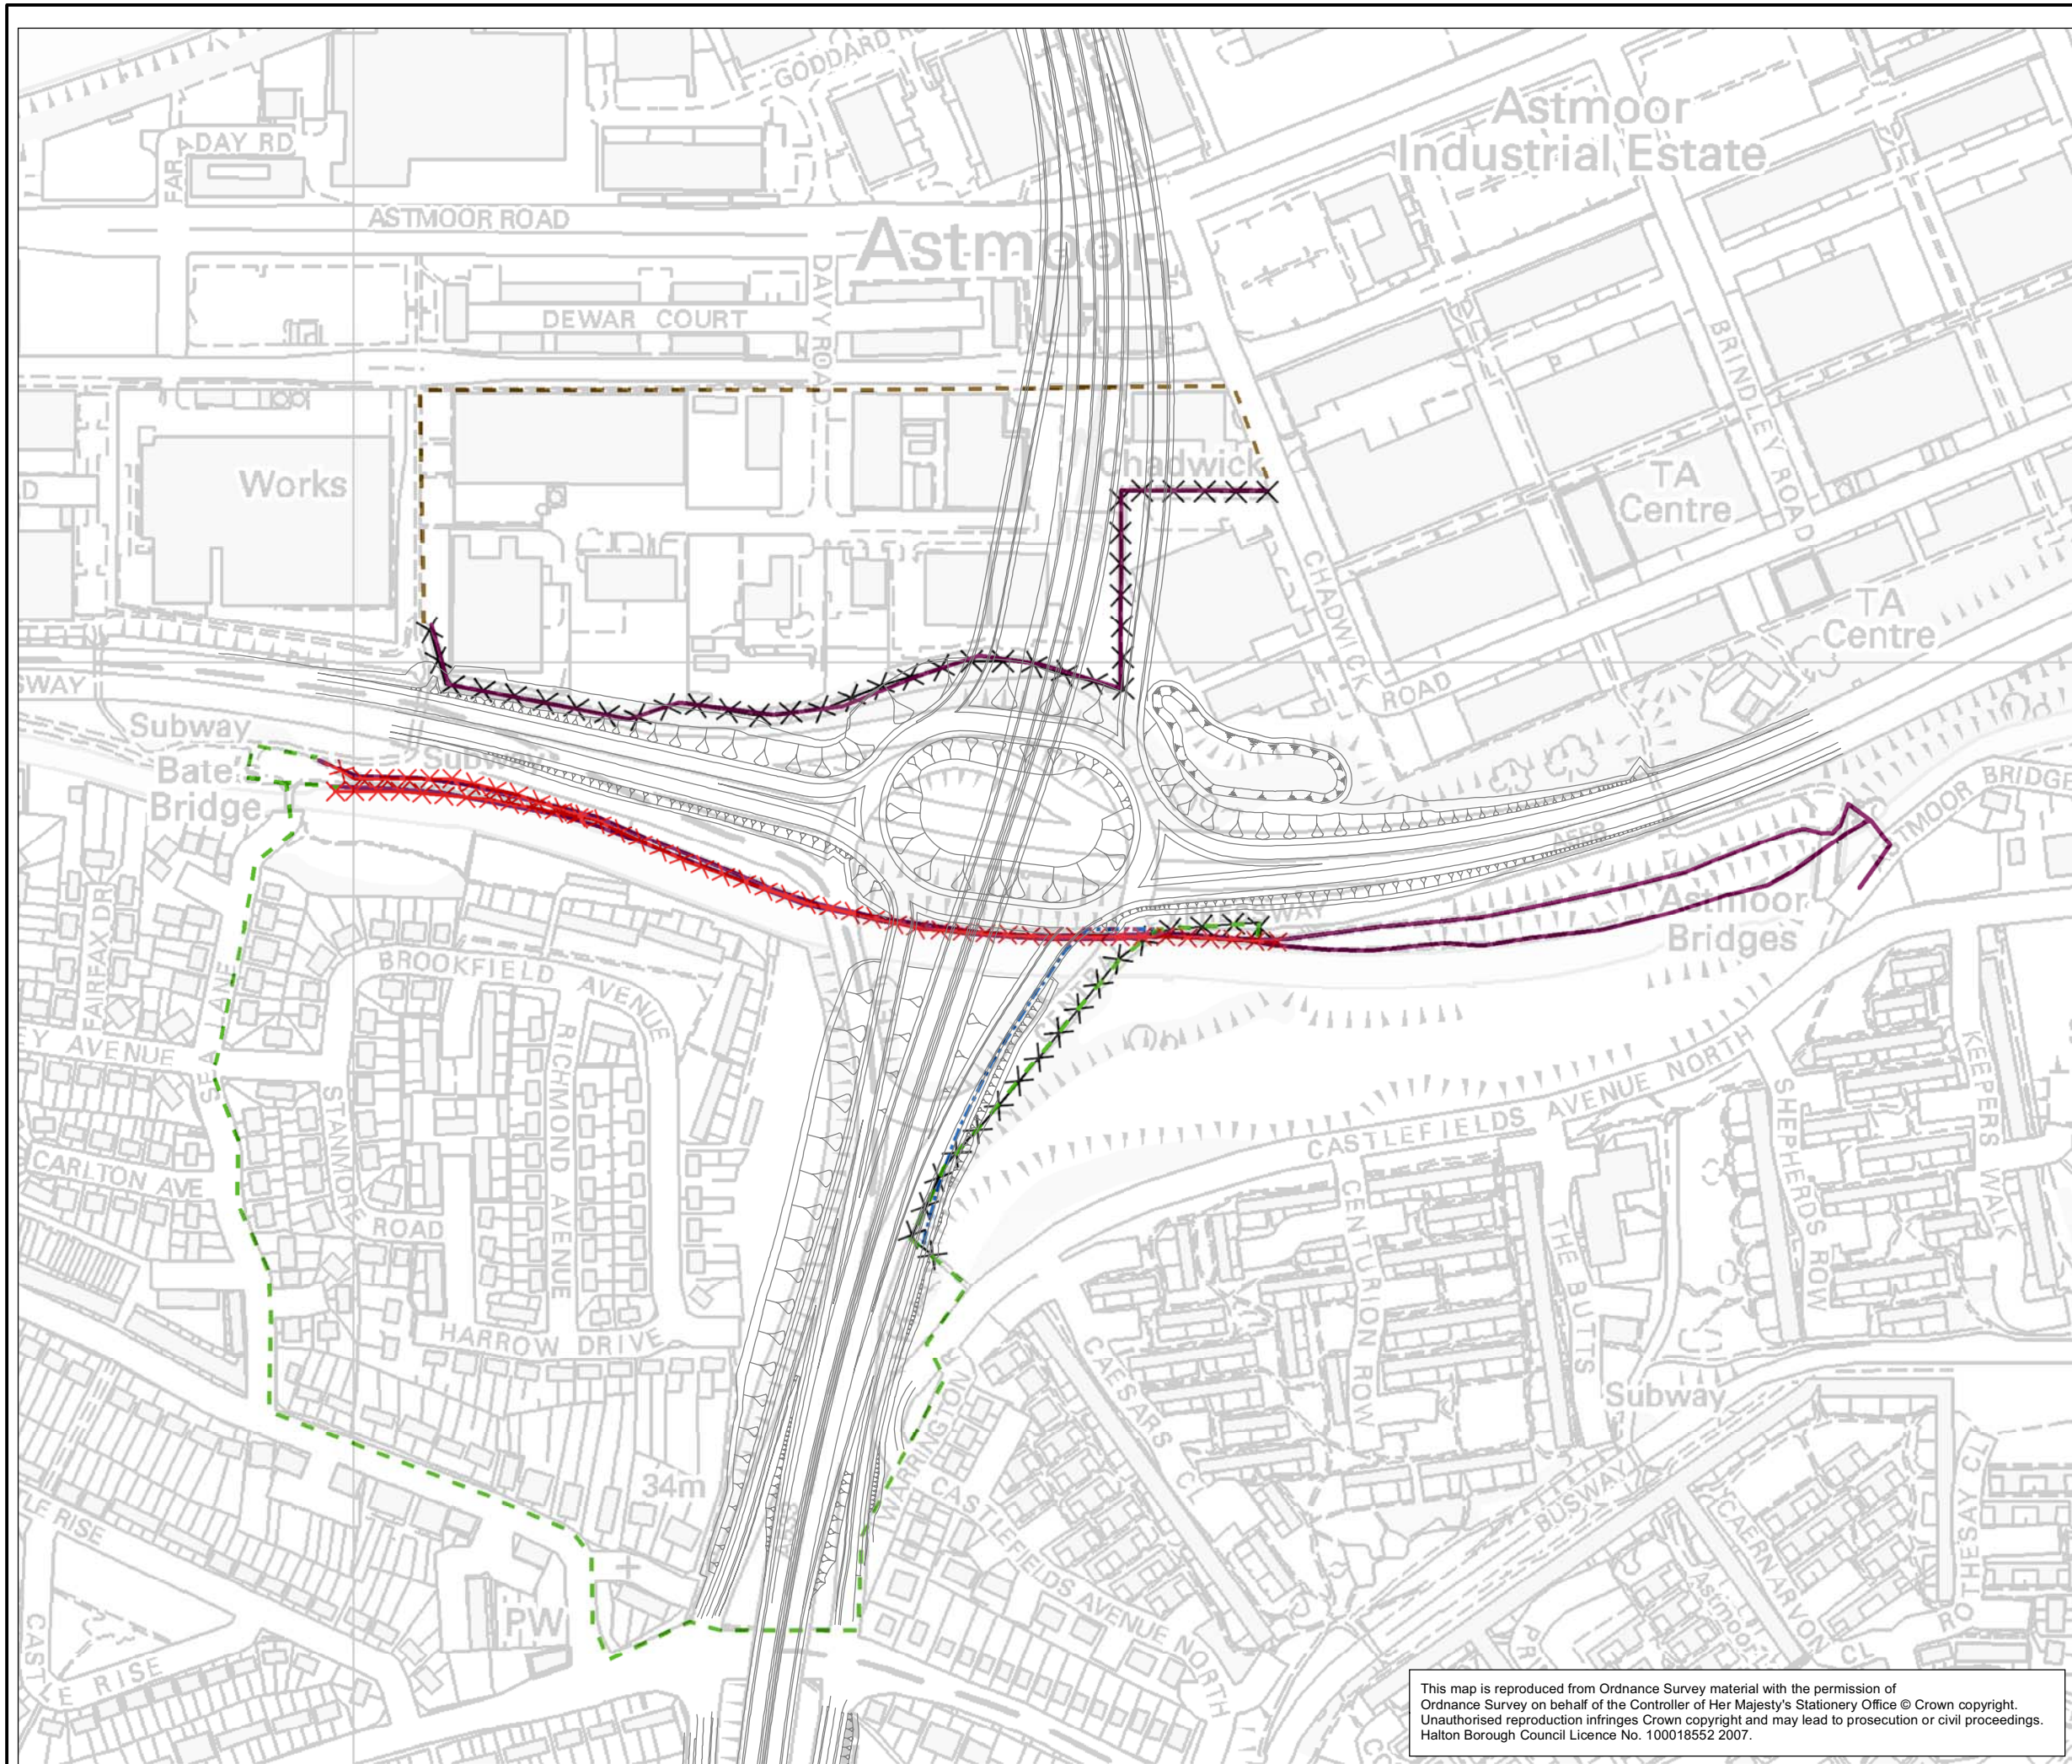 GODDARD
Astmoor
Industrial Estate
DAY RD
ASTMOOR ROAD
Astmoor
DAVY ROAD
DEWAR COURT
BRINDLEY ROAD
Works
Chadwick
TA
Centre
CHADWICK
ROAD
TA
Centre
SWAY
Subway
Subway
Bridge
A558
BRIDGE
Astmoor
Bridges
FAIRFAX DR
BROOKFIELD AVENUE
LANE
AVENUE
STANNDRE
ROAD
RICHMOND AVENUE
CARLTON AVE
HARROW DRIVE
CASTLEFIELDS AVENUE NORTH
SHEPHERDS ROW
KEEPERS WALK
CENTURION ROW
THE BUTTS
CAESARS
Subway
34m
WARRINGTON
CASTLEFIELDS AVENUE NORTH
BUSWAY
CAERNARVON CL
ROTHESAY CL
Astmoor
RISE
PW
CASTLE RISE
This map is reproduced from Ordnance Survey material with the permission of
Ordnance Survey on behalf of the Controller of Her Majesty's Stationery Office © Crown copyright.
Unauthorised reproduction infringes Crown copyright and may lead to prosecution or civil proceedings.
Halton Borough Council Licence No. 100018552 2007.